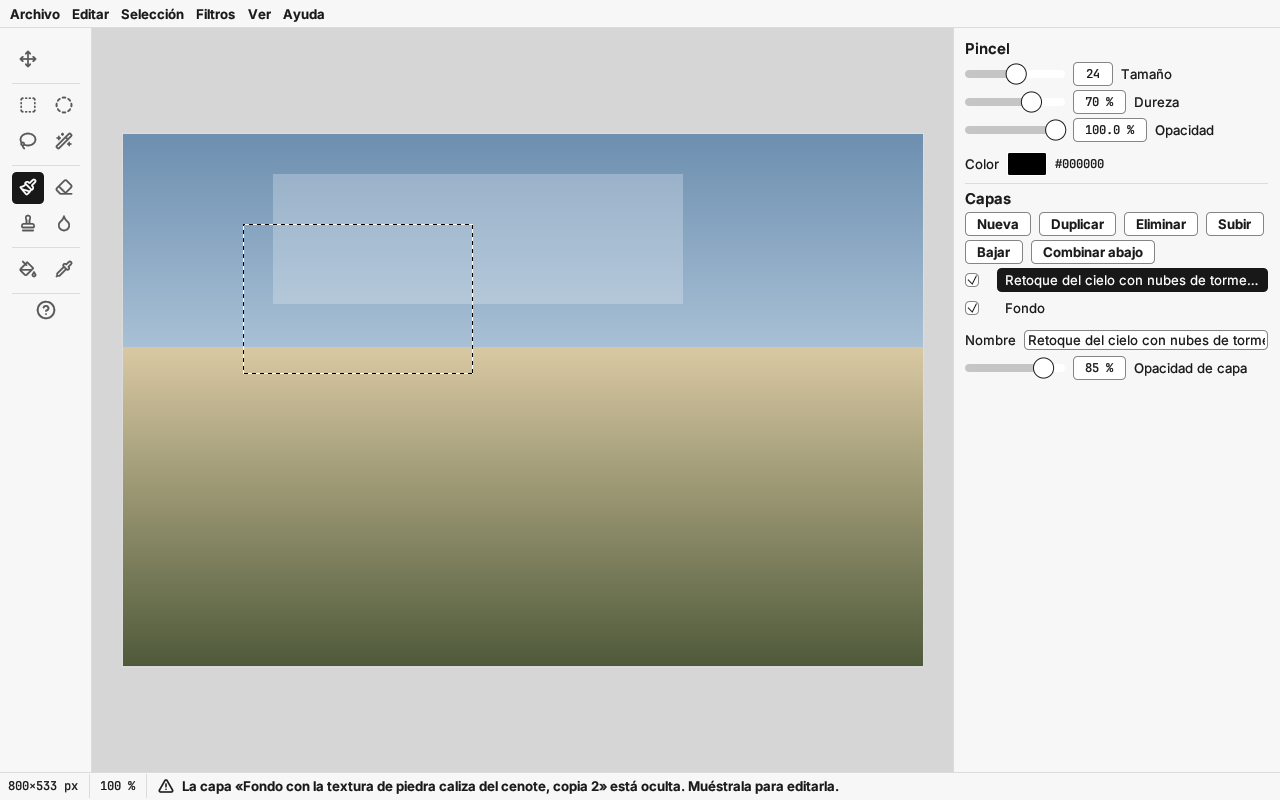 Archivo Editar Selección Filtros Ver Ayuda
Pincel
24 Tamaño
70 % Dureza
100.0 % Opacidad
Color #000000
Capas
Nueva Duplicar Eliminar Subir
Bajar Combinar abajo
Retoque del cielo con nubes de torme…
Fondo
Nombre Retoque del cielo con nubes de torme
85 % Opacidad de capa
800×533 px 100 % La capa «Fondo con la textura de piedra caliza del cenote, copia 2» está oculta. Muéstrala para editarla.